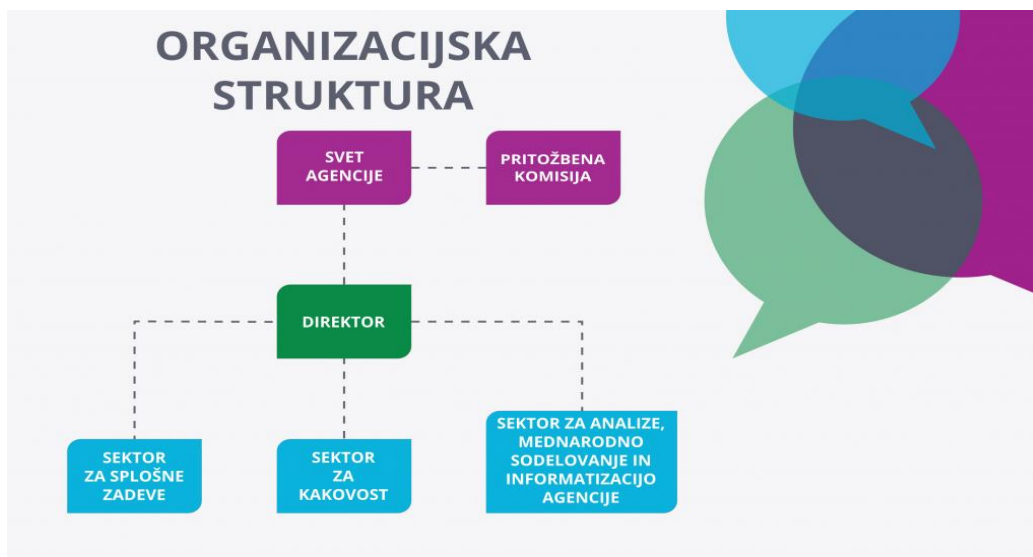 ORGANIZACIJSKA
STRUKTURA
SVET
AGENCIJE
PRITOŽBENA
KOMISIJA
DIREKTOR
SEKTOR
ZA SPLOŠNE
ZADEVE
SEKTOR
ZA
KAKOVOST
SEKTOR ZA ANALIZE,
MEDNARODNO
SODELOVANJE IN
INFORMATIZACIJO
AGENCIJE